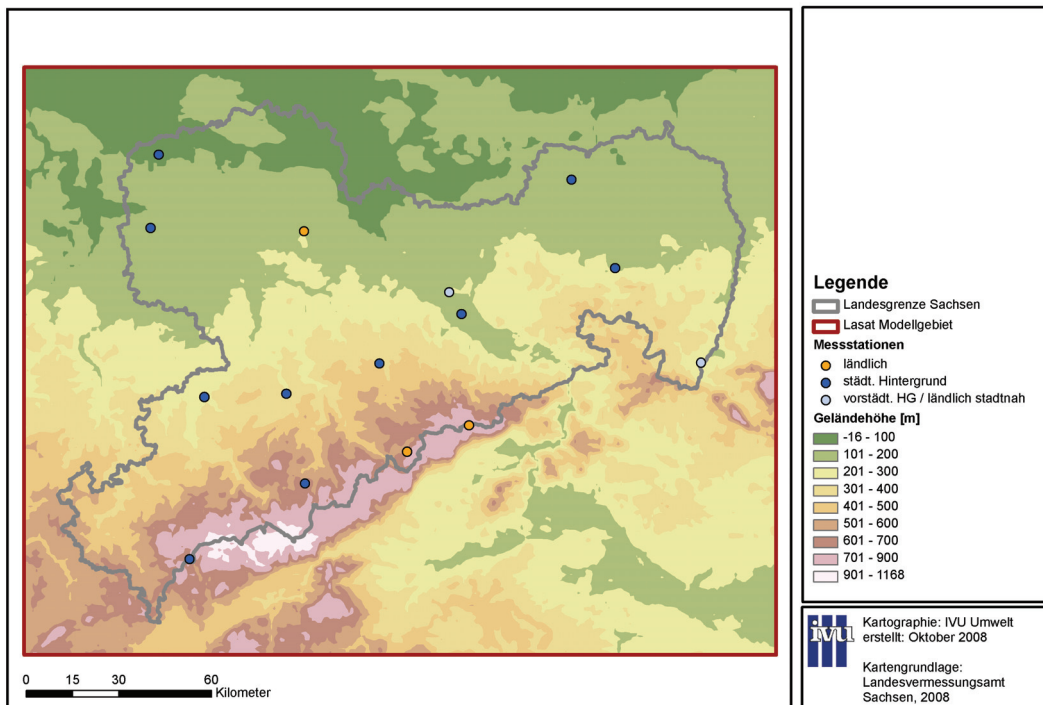 Legende
Landesgrenze Sachsen
Lasat Modellgebiet
Messstationen
ländlich
städt. Hintergrund
vorstädt. HG / ländlich stadtnah
Geländehöhe [m]
-16 - 100
101 - 200
201 - 300
301 - 400
401 - 500
501 - 600
601 - 700
701 - 900
901 - 1168
0 15 30 60
Kilometer
ivu
Kartographie: IVU Umwelt
erstellt: Oktober 2008
Kartengrundlage:
Landesvermessungsamt
Sachsen, 2008